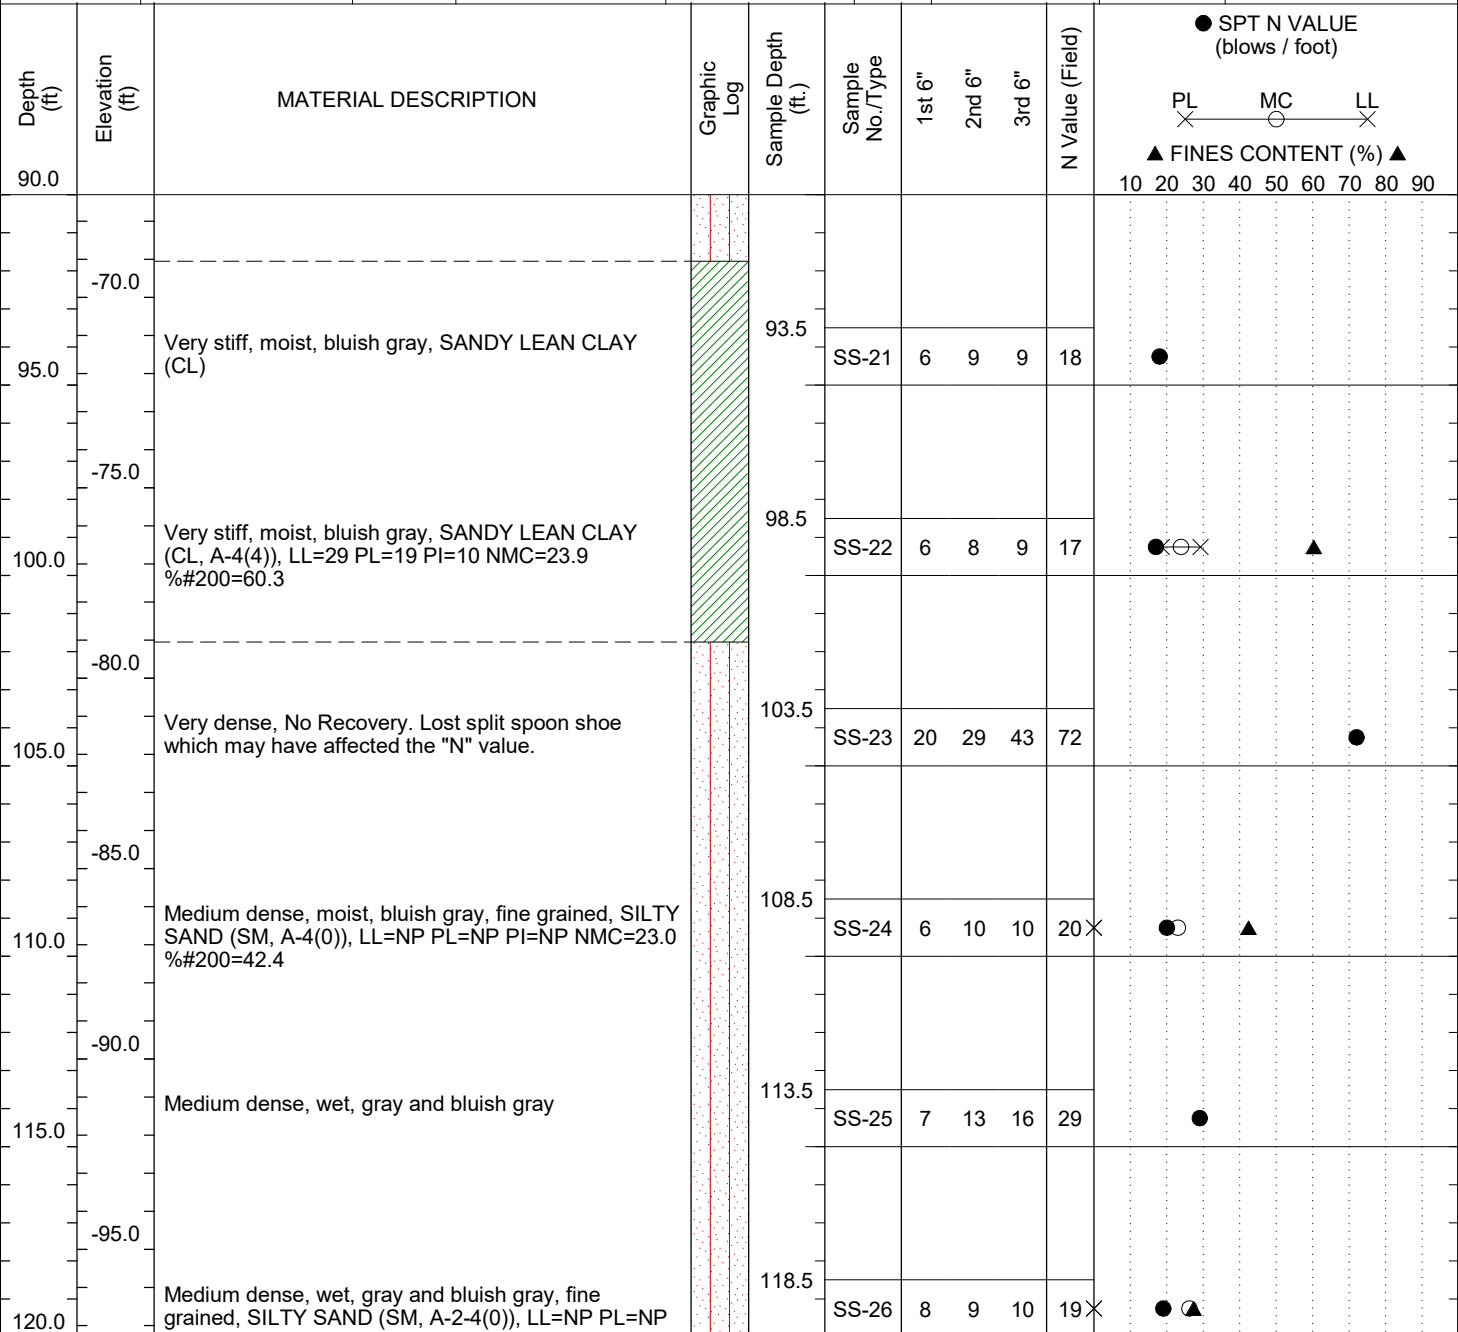 Depth (ft)
Elevation (ft)
MATERIAL DESCRIPTION
Graphic Log
Sample Depth (ft.)
Sample No./Type
1st 6"
2nd 6"
3rd 6"
N Value (Field)
● SPT N VALUE
(blows / foot)
PL MC LL
▲ FINES CONTENT (%) ▲
90.0
10 20 30 40 50 60 70 80 90
-70.0
93.5
Very stiff, moist, bluish gray, SANDY LEAN CLAY
(CL)
SS-21 6 9 9 18
95.0
-75.0
98.5
Very stiff, moist, bluish gray, SANDY LEAN CLAY
(CL, A-4(4)), LL=29 PL=19 PI=10 NMC=23.9
%#200=60.3
SS-22 6 8 9 17
100.0
-80.0
103.5
Very dense, No Recovery. Lost split spoon shoe
which may have affected the "N" value.
SS-23 20 29 43 72
105.0
-85.0
108.5
Medium dense, moist, bluish gray, fine grained, SILTY
SAND (SM, A-4(0)), LL=NP PL=NP PI=NP NMC=23.0
%#200=42.4
SS-24 6 10 10 20
110.0
-90.0
113.5
Medium dense, wet, gray and bluish gray
SS-25 7 13 16 29
115.0
-95.0
118.5
Medium dense, wet, gray and bluish gray, fine
grained, SILTY SAND (SM, A-2-4(0)), LL=NP PL=NP
SS-26 8 9 10 19
120.0